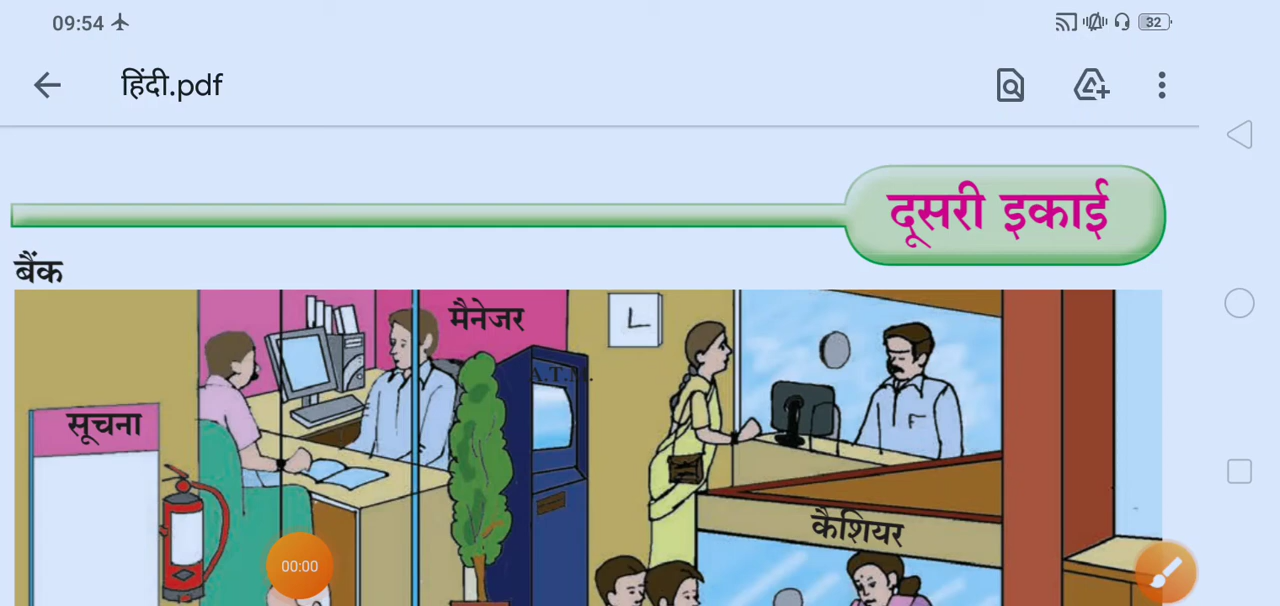 09:54
32
हिंदी.pdf
दूसरी इकाई
बैंक
मैनेजर
A.T.M.
सूचना
कैशियर
00:00